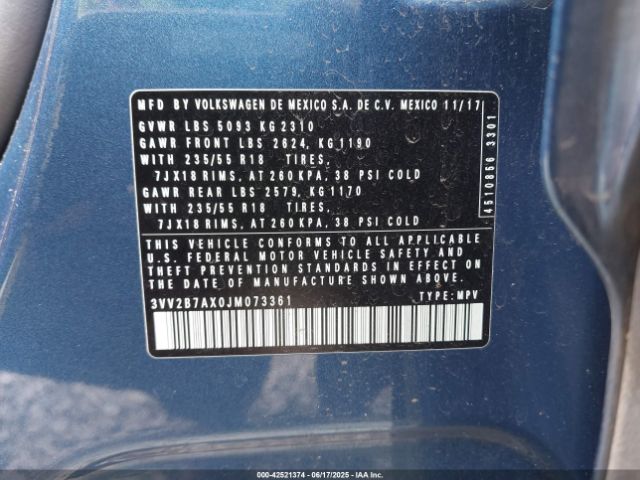 MFD BY VOLKSWAGEN DE MEXICO S.A. DE C.V. MEXICO 11/17
GVWR LBS 5093 KG 2310
GAWR FRONT LBS 2624, KG 1190
WITH 235/55 R18 TIRES,
7JX18 RIMS, AT 260 KPA, 38 PSI COLD
GAWR REAR LBS 2579, KG 1170
WITH 235/55 R18 TIRES,
7JX18 RIMS, AT 260 KPA, 38 PSI COLD
THIS VEHICLE CONFORMS TO ALL APPLICABLE
U.S. FEDERAL MOTOR VEHICLE SAFETY AND
THEFT PREVENTION STANDARDS IN EFFECT ON
THE DATE OF MANUFACTURE SHOWN ABOVE.
3VV2B7AX0JM073361 TYPE: MPV
4510856 3301
000-42521374 - 06/17/2025 - IAA Inc.